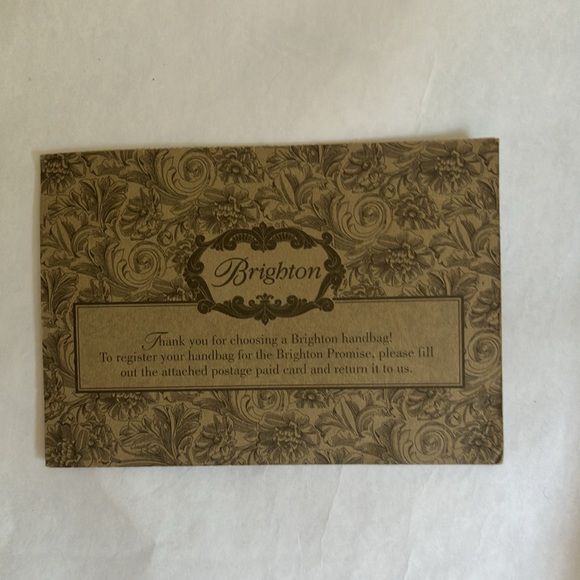 Brighton
Thank you for choosing a Brighton handbag!
To register your handbag for the Brighton Promise, please fill
out the attached postage paid card and return it to us.